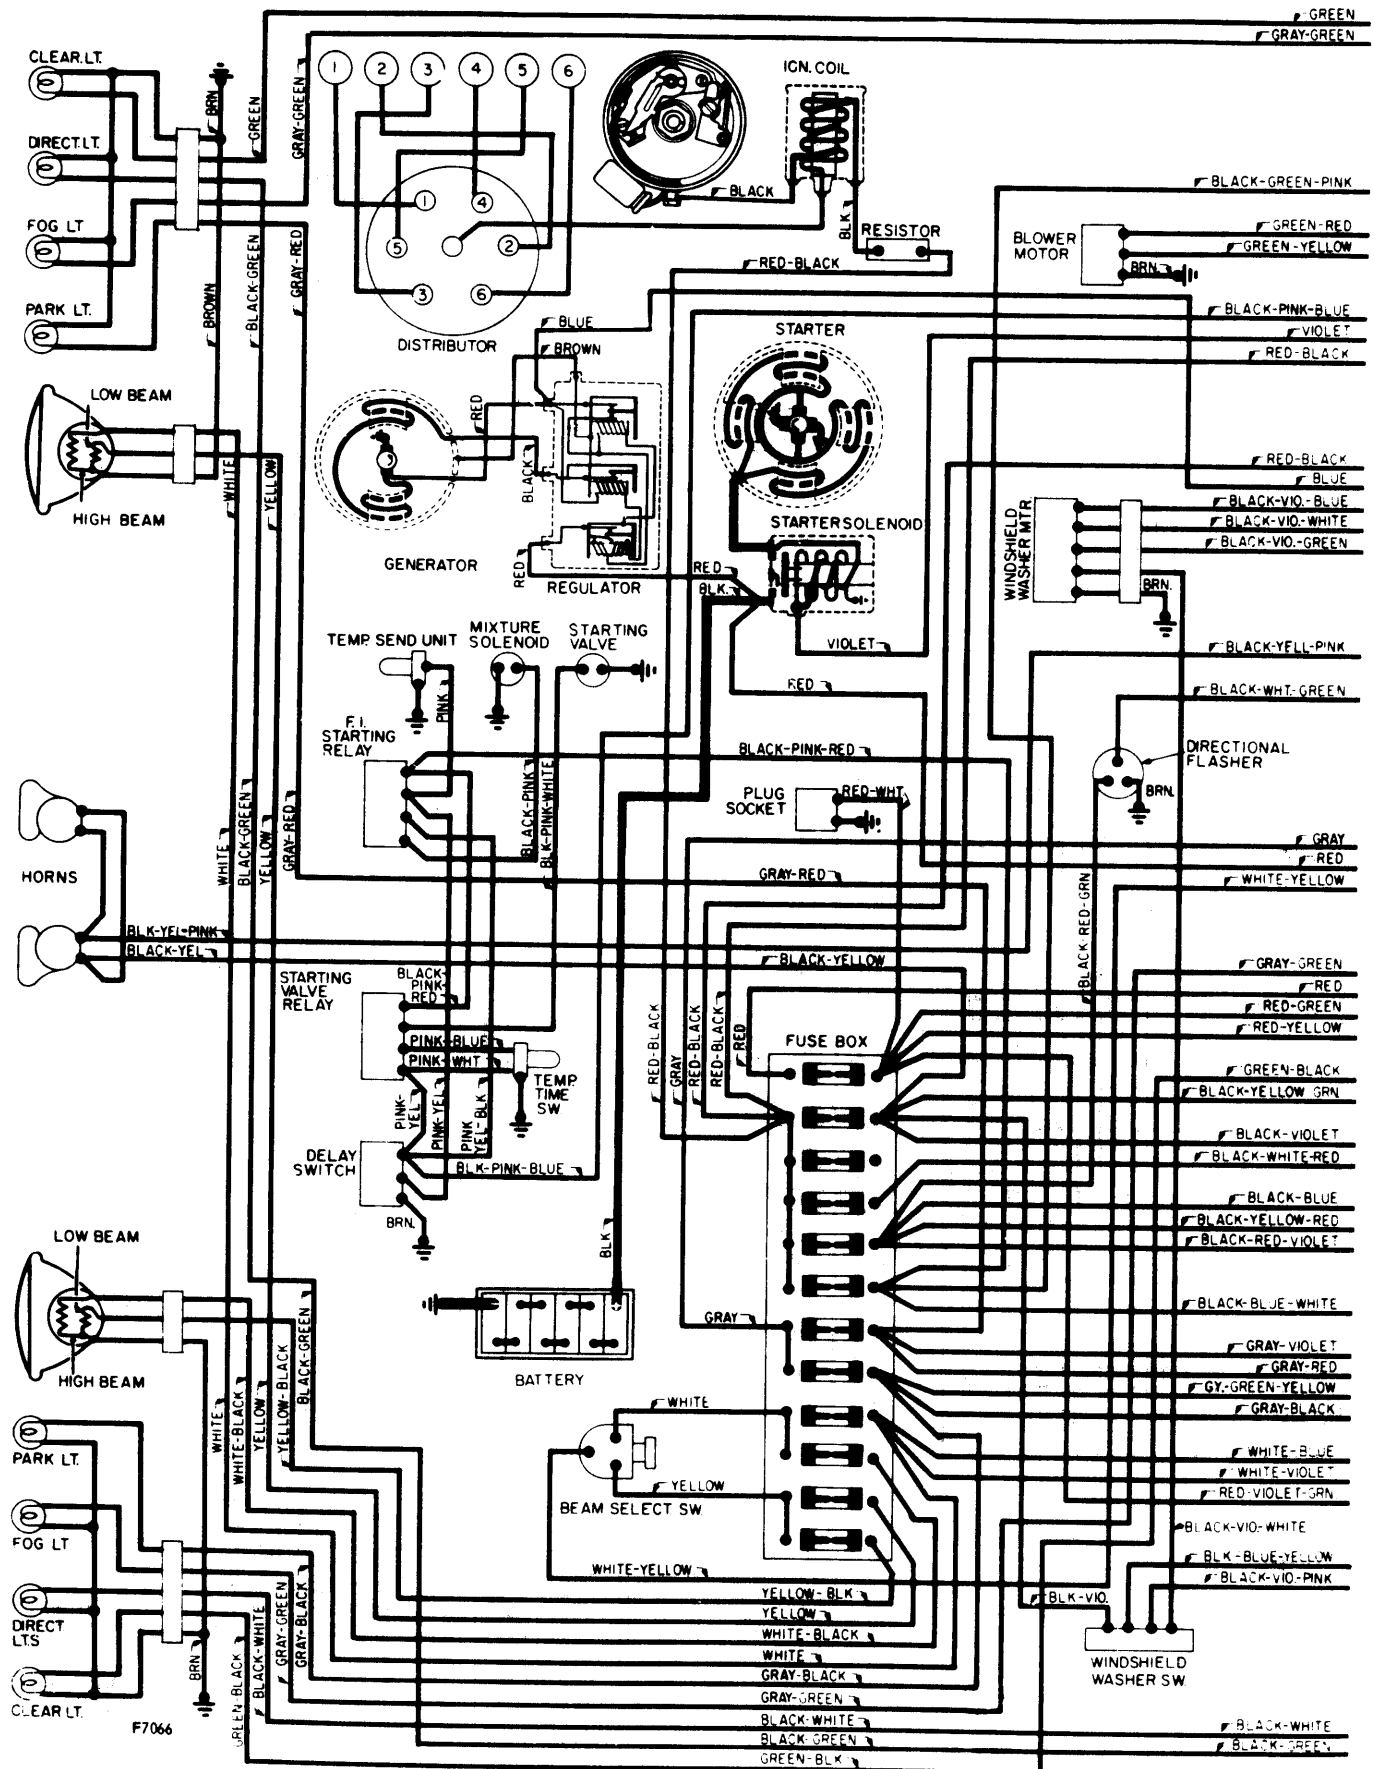 GREEN
GRAY-GREEN
CLEAR.LT.
1 2 3 4 5 6
IGN. COIL
BRN
GREEN
GRAY-GREEN
DIRECT.LT.
BLACK
BLACK-GREEN-PINK
1
4
FOG LT
5
2
BLK.
RESISTOR
BLOWER
MOTOR
GREEN-RED
GREEN-YELLOW
BRN.
BLACK-GREEN
GRAY-RED
RED-BLACK
3
6
BROWN
PARK LT.
BLUE
BLACK-PINK-BLUE
STARTER
VIOLET
DISTRIBUTOR
BROWN
RED-BLACK
LOW BEAM
RED
WHITE
YELLOW
BLACK
RED-BLACK
BLUE
HIGH BEAM
STARTER SOLENOID
WINDSHIELD
WASHER MTR.
BLACK-VIO.-BLUE
BLACK-VIO.-WHITE
BLACK-VIO.-GREEN
GENERATOR
RED
REGULATOR
RED
BLK.
BRN.
TEMP. SEND UNIT
MIXTURE
SOLENOID
STARTING
VALVE
VIOLET
BLACK-YELL-PINK
PINK
RED
BLACK-WHT.-GREEN
F. I.
STARTING
RELAY
BLACK-PINK-RED
DIRECTIONAL
FLASHER
BLACK-PINK
BLK-PINK-WHITE
PLUG
SOCKET
RED-WHT.
BRN.
WHITE
BLACK-GREEN
YELLOW
GRAY-RED
GRAY
RED
HORNS
GRAY-RED
WHITE-YELLOW
BLK-YEL-PINK
BLACK-YEL
BLACK-YELLOW
BLACK-RED-GRN
GRAY-GREEN
STARTING
VALVE
RELAY
BLACK-
PINK-
RED
RED
RED-GREEN
RED-YELLOW
RED-BLACK
GRAY
RED-BLACK
RED-BLACK
RED
FUSE BOX
PINK-BLUE
PINK-WHT
TEMP.
TIME
SW.
GREEN-BLACK
BLACK-YELLOW GRN
PINK-
YEL
PINK-YEL
PINK
YEL-BLK
BLACK-VIOLET
DELAY
SWITCH
BLK-PINK-BLUE
BLACK-WHITE-RED
BLACK-BLUE
BLACK-YELLOW-RED
BLACK-RED-VIOLET
BRN.
BLK
LOW BEAM
BLACK-BLUE-WHITE
GRAY
BLACK-GREEN
GRAY-VIOLET
GRAY-RED
GY.-GREEN-YELLOW
GRAY-BLACK
HIGH BEAM
BATTERY
WHITE
WHITE
WHITE-BLACK
YELLOW
YELLOW-BLACK
PARK LT.
WHITE-BLUE
WHITE-VIOLET
RED-VIOLET-GRN
YELLOW
BEAM SELECT SW.
FOG LT
BLACK-VIO-WHITE
BLK-BLUE-YELLOW
BLACK-VIO.-PINK
WHITE-YELLOW
BLK-VIO.
YELLOW-BLK
YELLOW
DIRECT
LTS
WHITE-BLACK
WHITE
GRAY-BLACK
GRAY-GREEN
BRN
GREEN-BLACK
BLACK-WHITE
GRAY-GREEN
GRAY-BLACK
WINDSHIELD
WASHER SW.
CLEAR LT.
F7066
BLACK-WHITE
BLACK-GREEN
GREEN-BLK
BLACK-WHITE
BLACK-GREEN